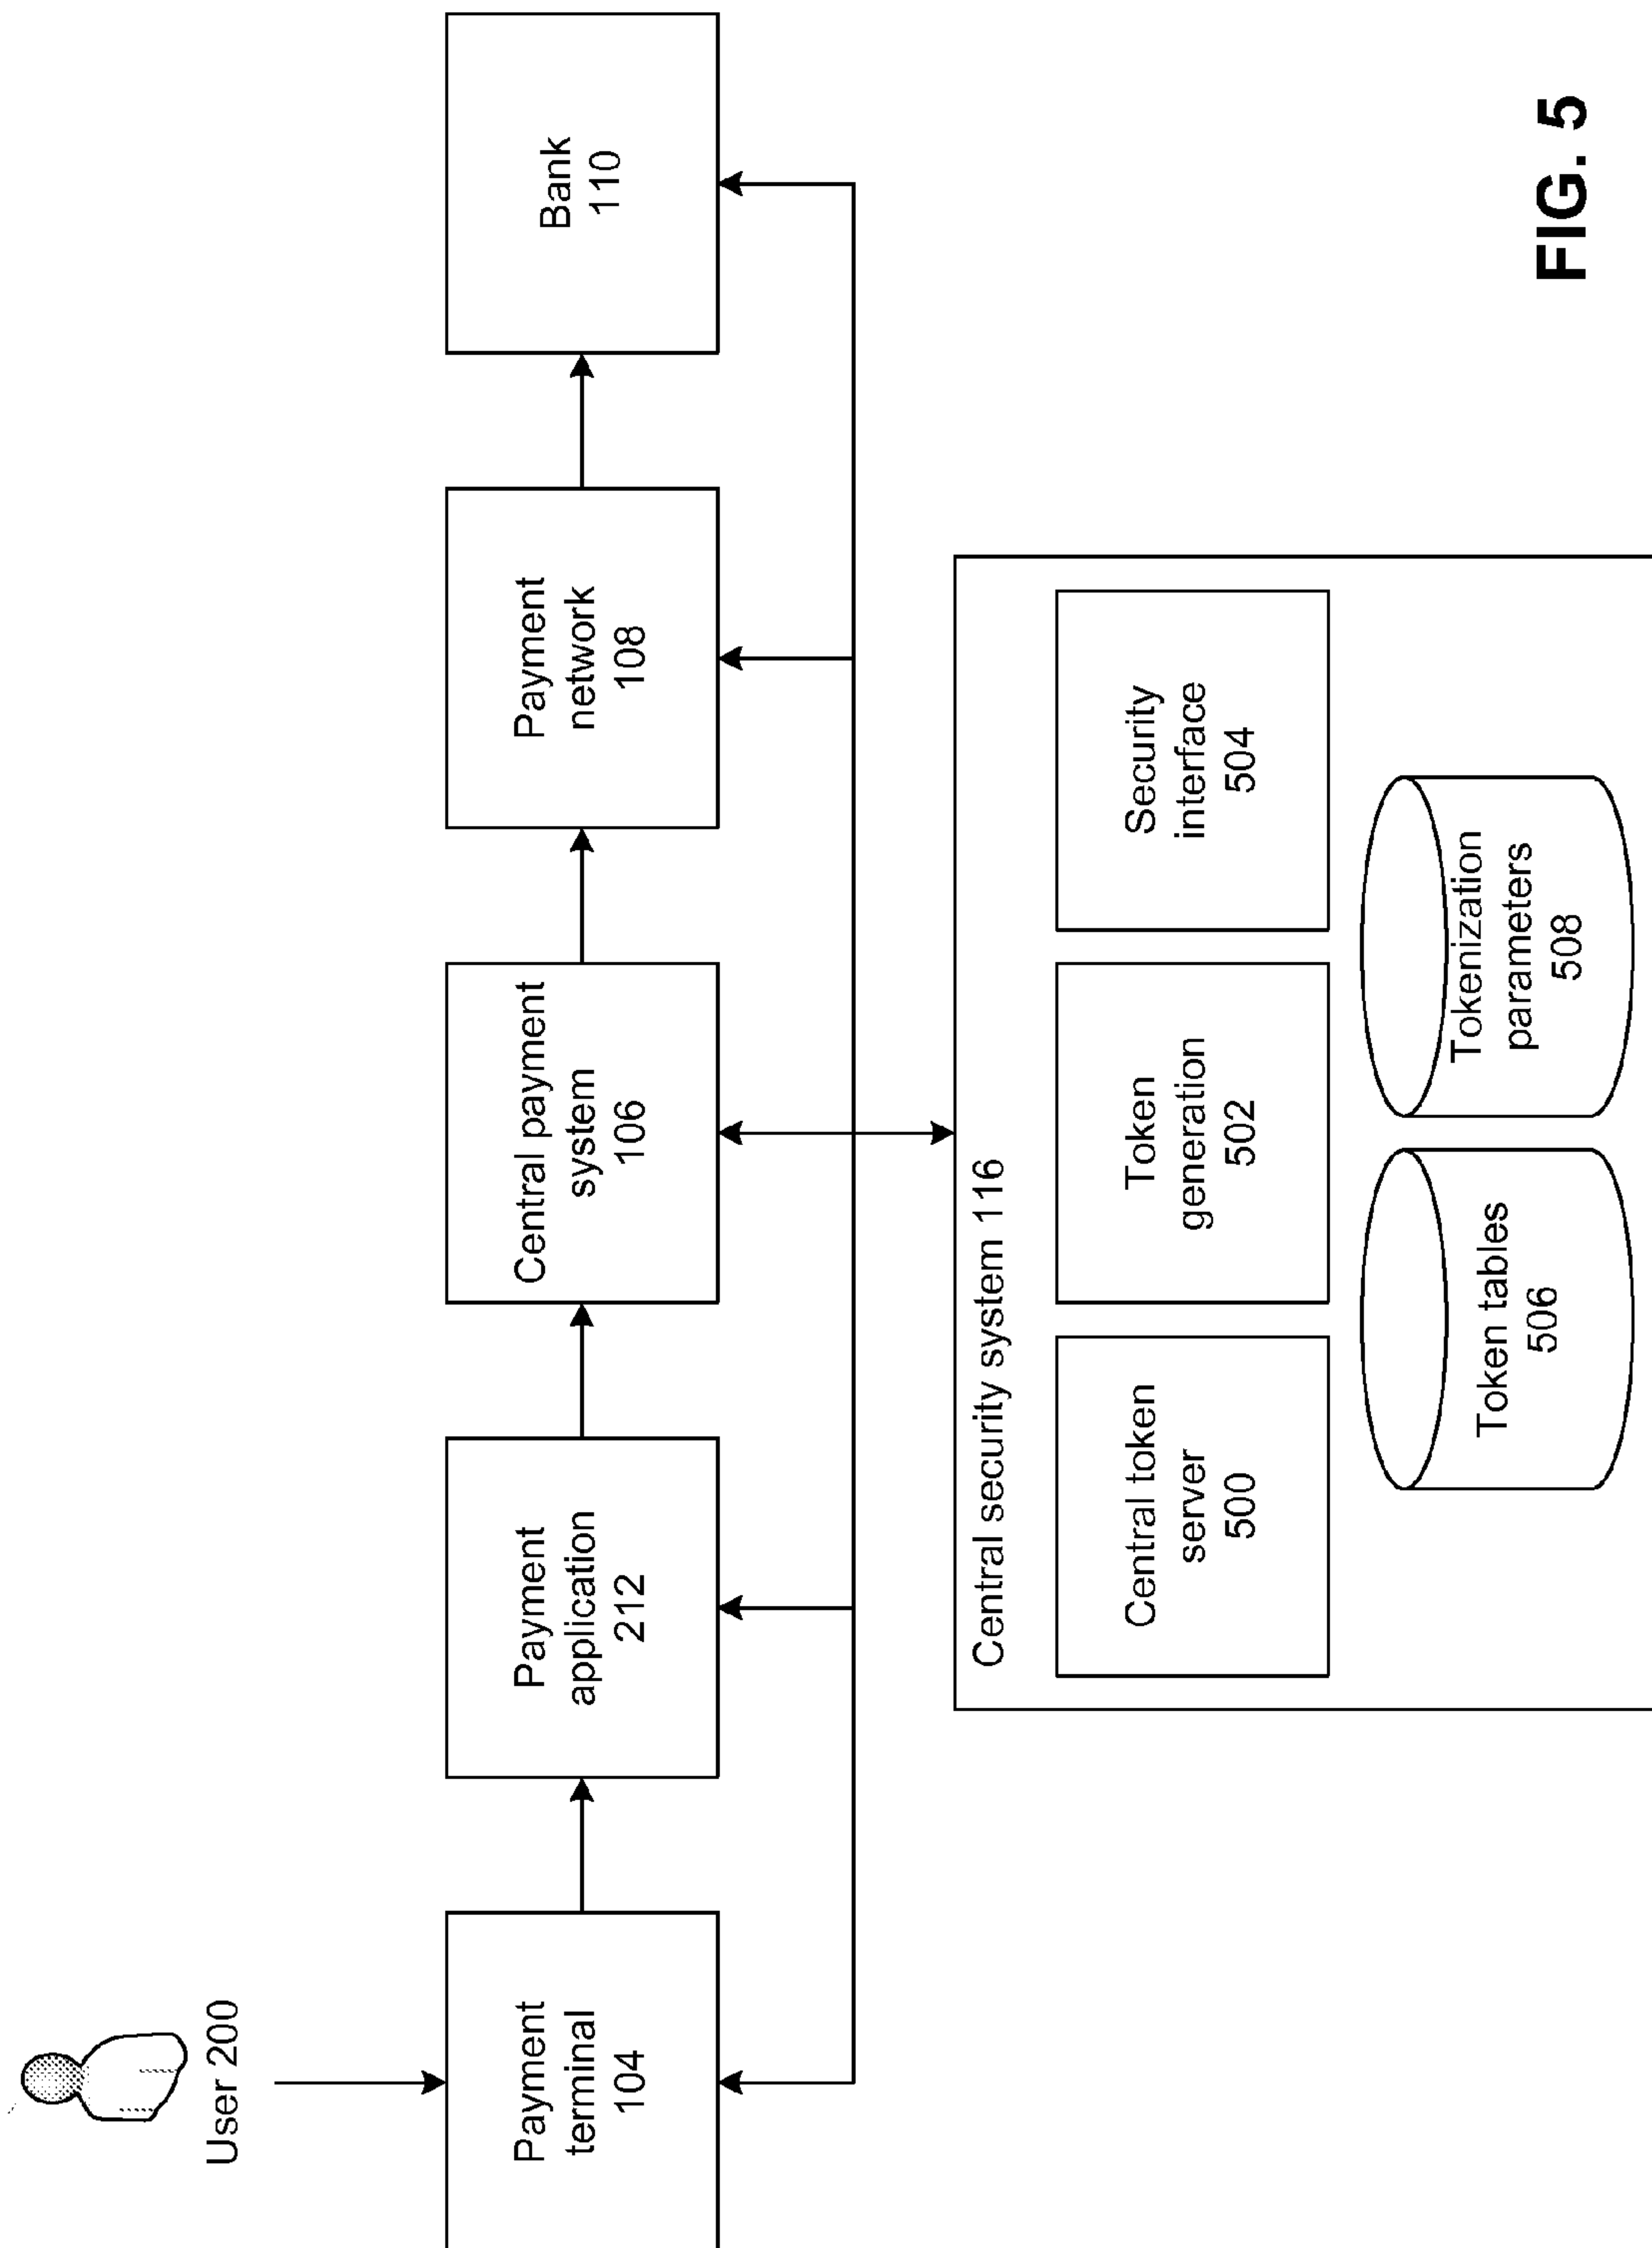 User 200
Payment
terminal
104
Payment
application
212
Central payment
system
106
Payment
network
108
Bank
110
Central security system 116
Central token
server
500
Token
generation
502
Security
interface
504
Token tables
506
Tokenization
parameters
508
FIG. 5